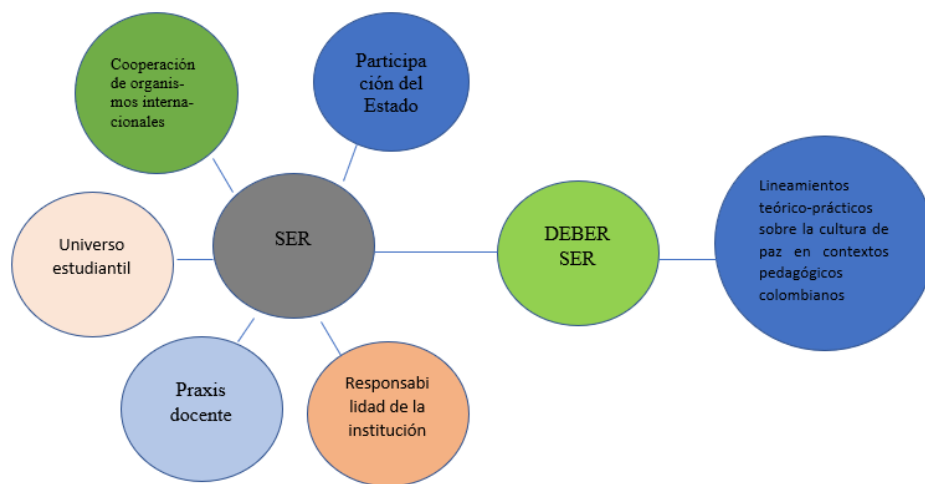 Cooperación
de organis-
mos interna-
cionales
Participa
ción del
Estado
Universo
estudiantil
SER
DEBER
SER
Lineamientos
teórico-prácticos
sobre la cultura de
paz en contextos
pedagógicos
colombianos
Praxis
docente
Responsabi
lidad de la
institución